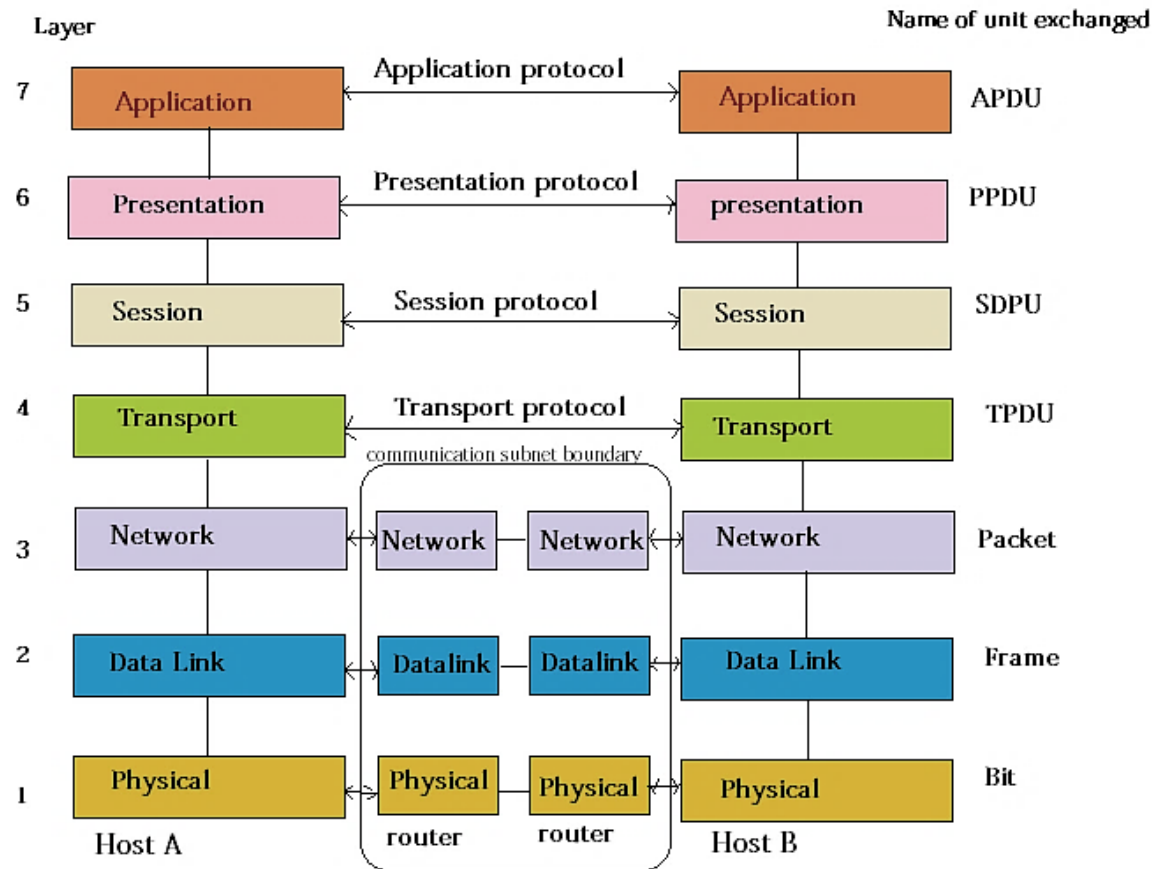 Layer
Name of unit exchanged
7
Application
Application protocol
Application
APDU
6
Presentation
Presentation protocol
presentation
PPDU
5
Session
Session protocol
Session
SDPU
4
Transport
Transport protocol
Transport
TPDU
communication subnet boundary
3
Network
Network
Network
Network
Packet
2
Data Link
Datalink
Datalink
Data Link
Frame
1
Physical
Physical
Physical
Physical
Bit
Host A
router
router
Host B